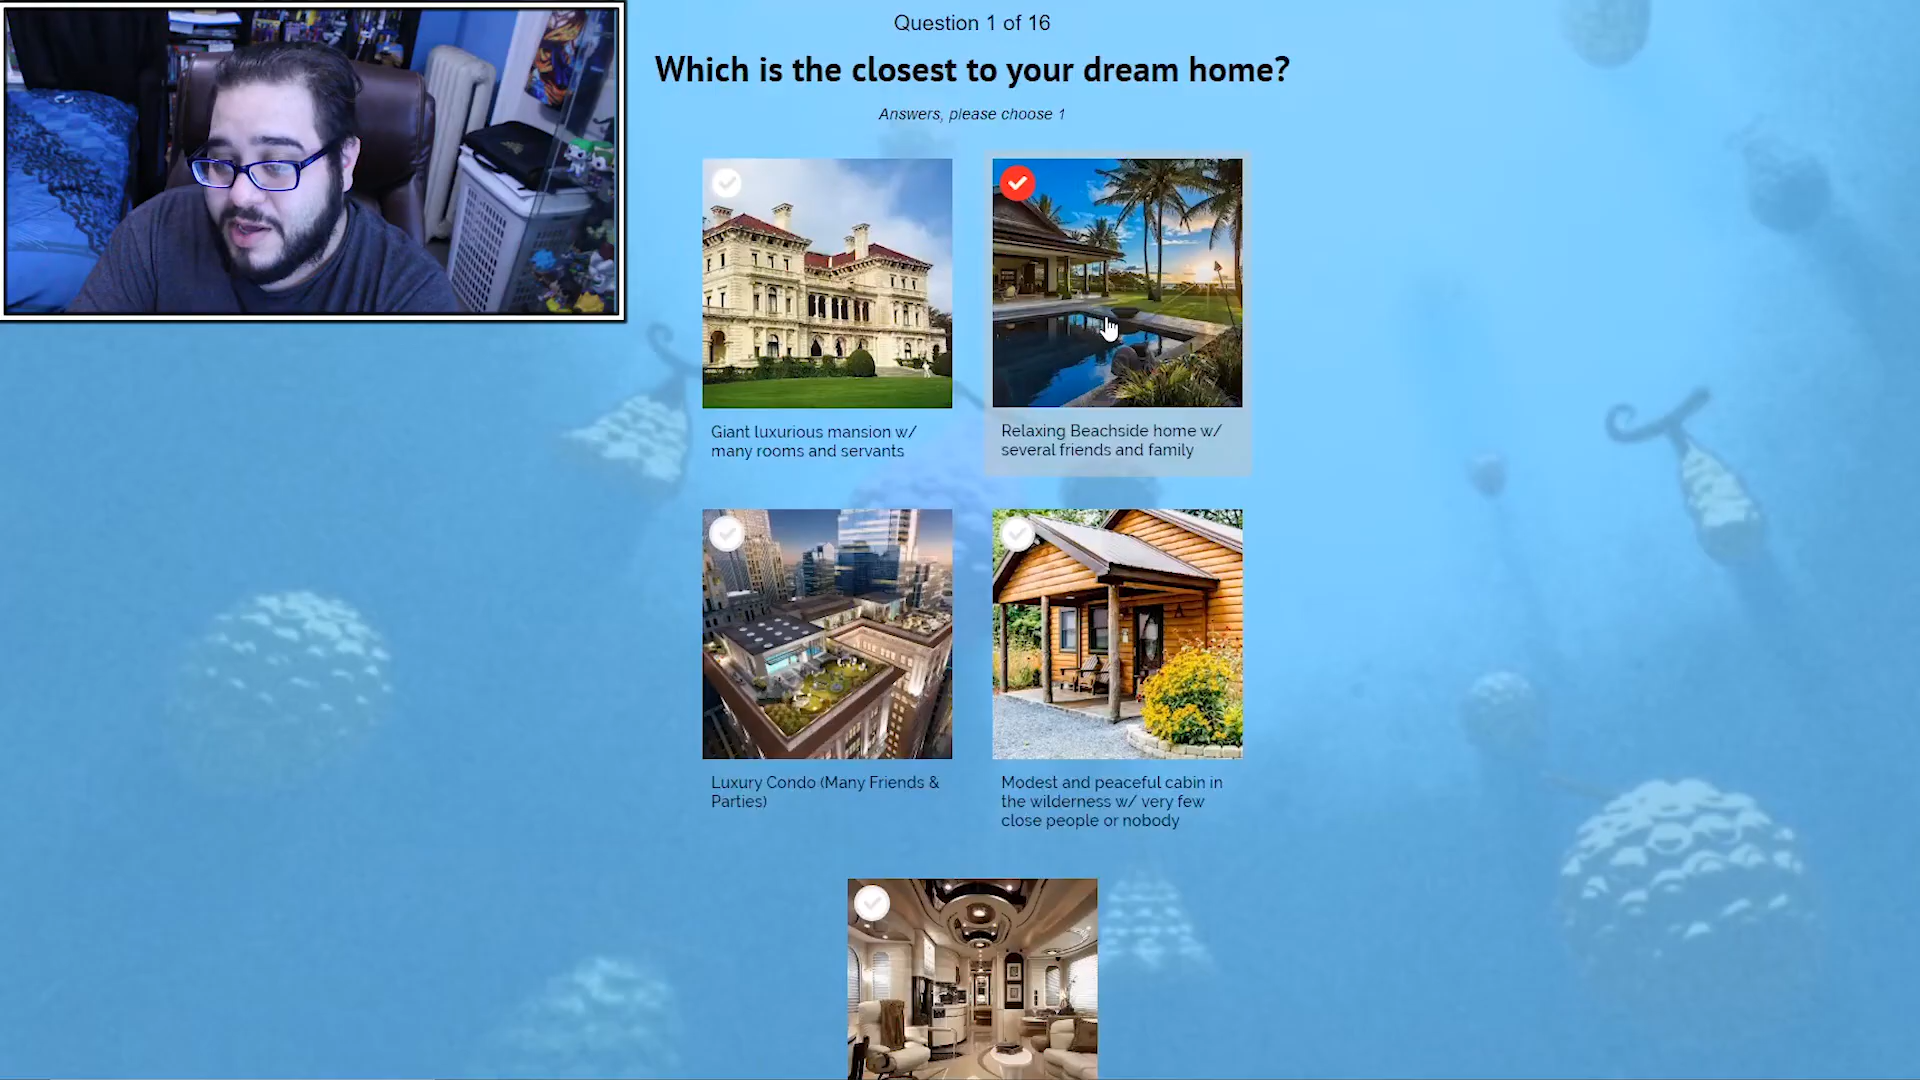 Question 1 of 16
Which is the closest to your dream home?
Answers, please choose 1
Giant luxurious mansion w/
many rooms and servants
Relaxing Beachside home w/
several friends and family
Luxury Condo (Many Friends &
Parties)
Modest and peaceful cabin in
the wilderness w/ very few
close people or nobody